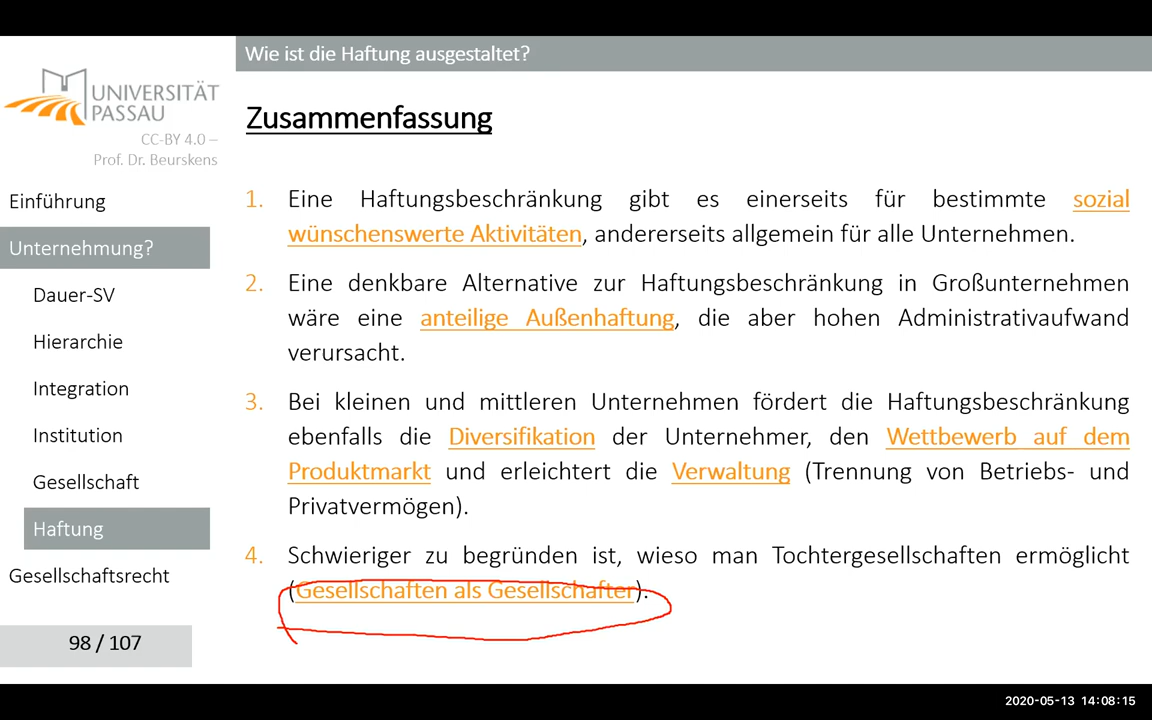 Wie ist die Haftung ausgestaltet?
UNIVERSITÄT
PASSAU
CC-BY 4.0 –
Prof. Dr. Beurskens
Einführung
Unternehmung?
Dauer-SV
Hierarchie
Integration
Institution
Gesellschaft
Haftung
Gesellschaftsrecht
98 / 107
Zusammenfassung
1. Eine Haftungsbeschränkung gibt es einerseits für bestimmte sozial
wünschenswerte Aktivitäten, andererseits allgemein für alle Unternehmen.
2. Eine denkbare Alternative zur Haftungsbeschränkung in Großunternehmen
wäre eine anteilige Außenhaftung, die aber hohen Administrativaufwand
verursacht.
3. Bei kleinen und mittleren Unternehmen fördert die Haftungsbeschränkung
ebenfalls die Diversifikation der Unternehmer, den Wettbewerb auf dem
Produktmarkt und erleichtert die Verwaltung (Trennung von Betriebs- und
Privatvermögen).
4. Schwieriger zu begründen ist, wieso man Tochtergesellschaften ermöglicht
(Gesellschaften als Gesellschafter).
2020-05-13 14:08:15